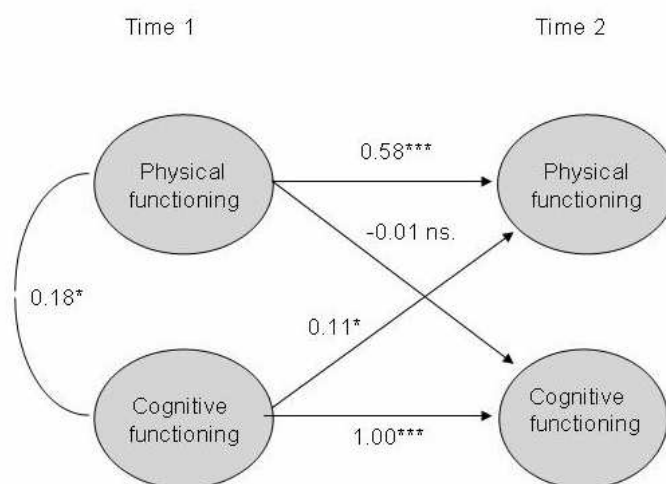 Time 1
Time 2
Physical
functioning
0.58***
Physical
functioning
-0.01 ns.
0.18*
0.11*
Cognitive
functioning
1.00***
Cognitive
functioning